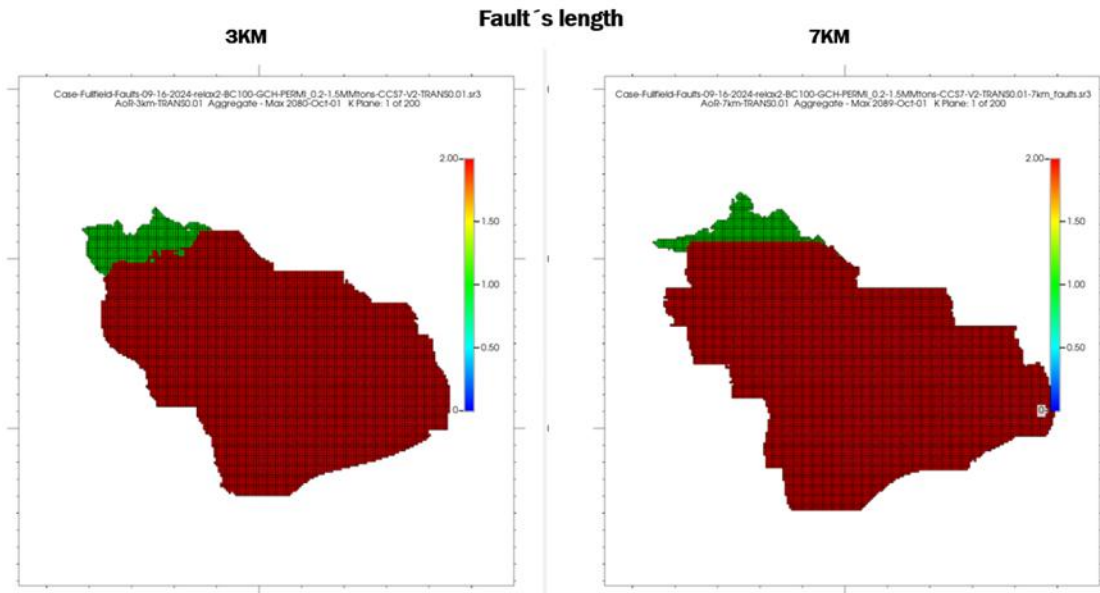 Fault´s length
3KM
7KM
Case-Fullfield-Faults-09-16-2024-relax2-BC100-GCH-PERMI_0.2-1.5MMtons-CCS7-V2-TRANS0.01.sr3
AoR-3km-TRANS0.01 Aggregate - Max 2080-Oct-01 K Plane: 1 of 200
2.00
1.50
1.00
0.50
0
Case-Fullfield-Faults-09-16-2024-relax2-BC100-GCH-PERMI_0.2-1.5MMtons-CCS7-V2-TRANS0.01-7km_faults.sr3
AoR-7km-TRANS0.01 Aggregate - Max 2089-Oct-01 K Plane: 1 of 200
2.00
1.50
1.00
0.50
0